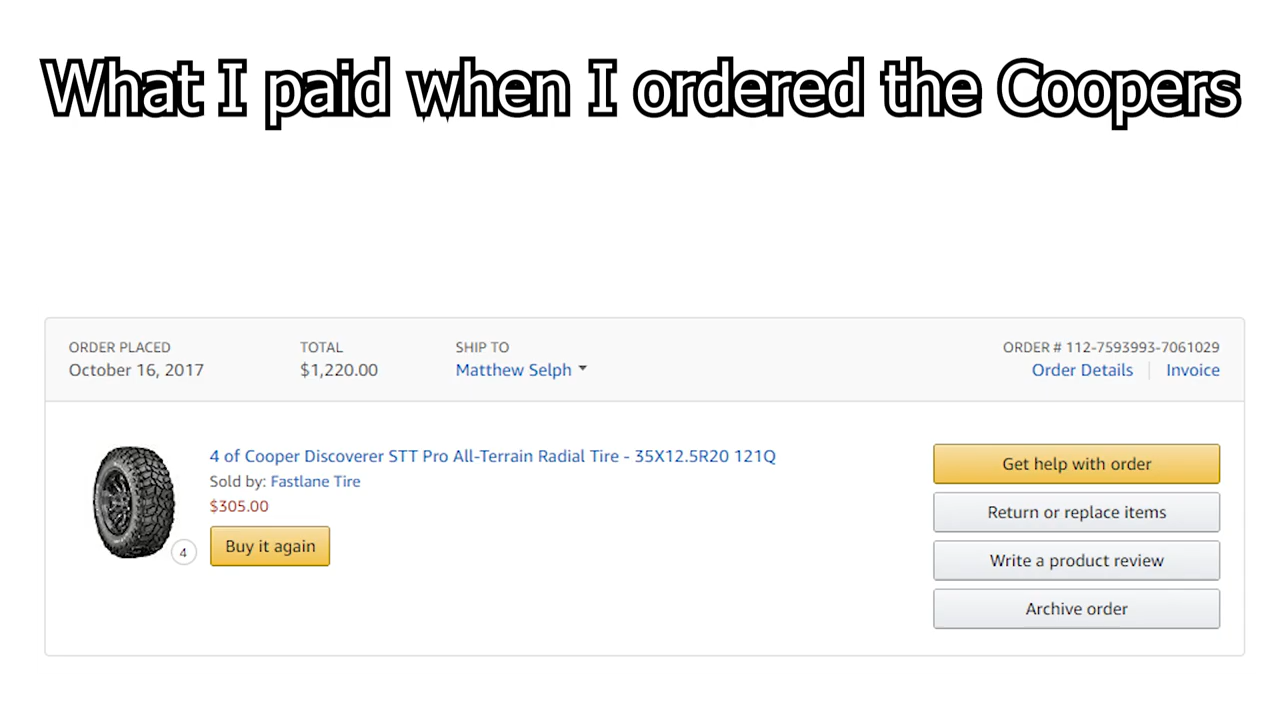 What I paid when I ordered the Coopers
ORDER PLACED TOTAL SHIP TO ORDER # 112-7593993-7061029
October 16, 2017 $1,220.00 Matthew Selph Order Details Invoice
4 of Cooper Discoverer STT Pro All-Terrain Radial Tire - 35X12.5R20 121Q
Sold by: Fastlane Tire
$305.00
4
Buy it again
Get help with order
Return or replace items
Write a product review
Archive order